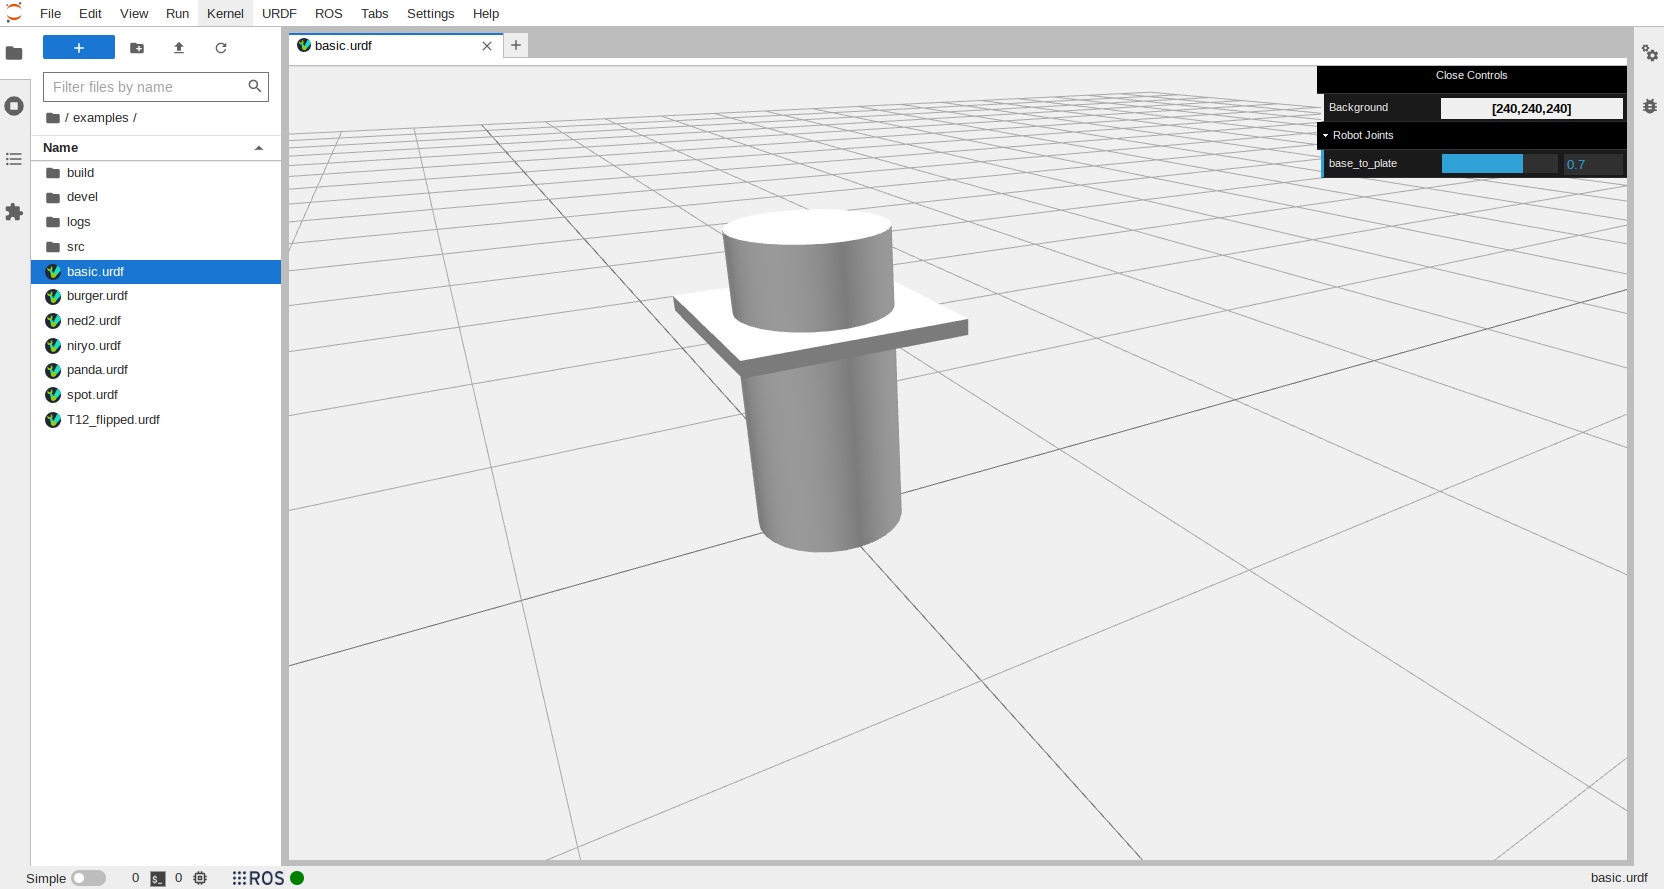 File Edit View Run Kernel URDF ROS Tabs Settings Help
+
Filter files by name
/ examples /
Name
build
devel
logs
src
basic.urdf
burger.urdf
ned2.urdf
niryo.urdf
panda.urdf
spot.urdf
T12_flipped.urdf
basic.urdf
Close Controls
Background [240,240,240]
Robot Joints
base_to_plate 0.7
Simple 0 $_ 0 ROS basic.urdf